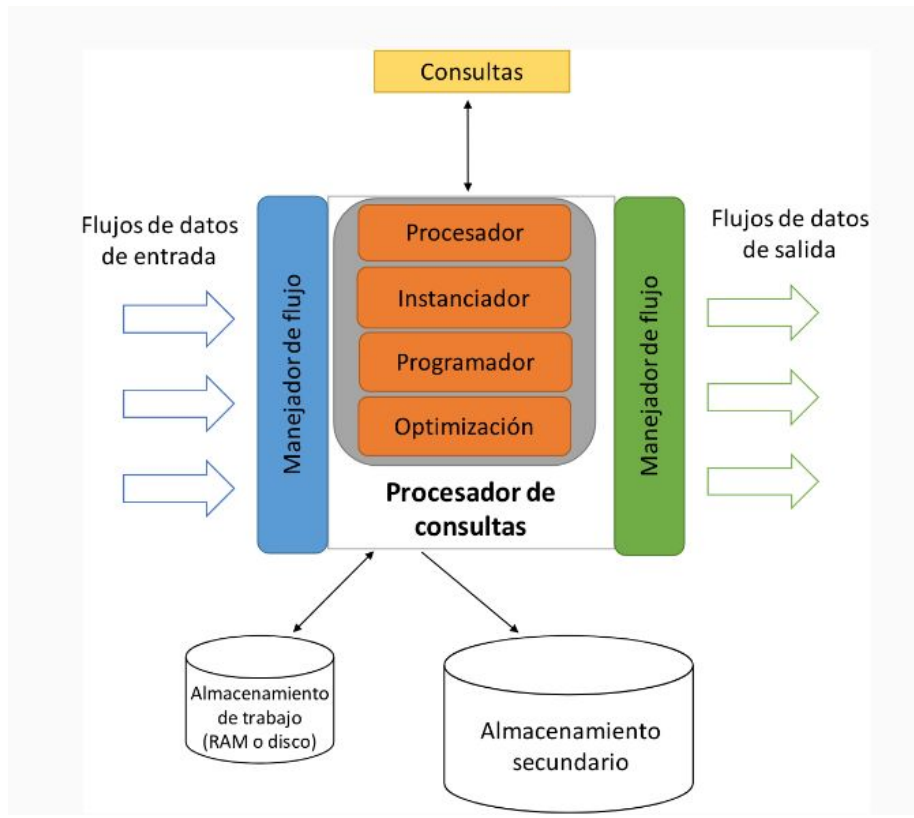 Consultas
Flujos de datos
de entrada
Manejador de flujo
Procesador
Instanciador
Programador
Optimización
Procesador de
consultas
Manejador de flujo
Flujos de datos
de salida
Almacenamiento
de trabajo
(RAM o disco)
Almacenamiento
secundario